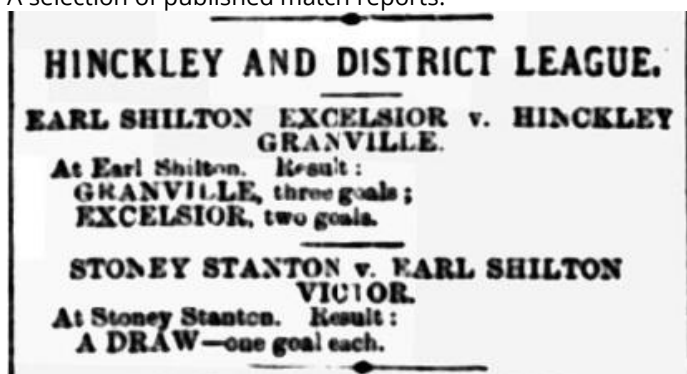 A selection of published match reports:
HINCKLEY AND DISTRICT LEAGUE.
EARL SHILTON EXCELSIOR v. HINCKLEY
GRANVILLE.
At Earl Shilton. Result:
GRANVILLE, three goals;
EXCELSIOR, two goals.
STONEY STANTON v. EARL SHILTON
VICTOR.
At Stoney Stanton. Result:
A DRAW—one goal each.